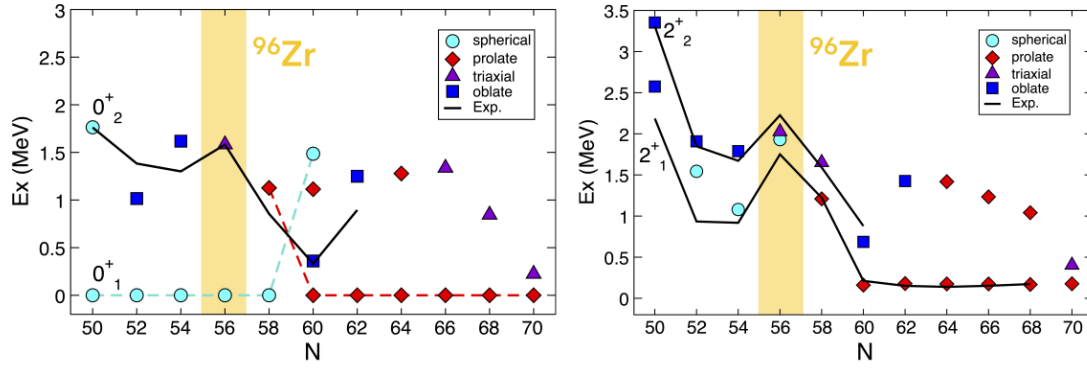 3
2.5
2
1.5
1
0.5
0
Ex (MeV)
0⁺₂
0⁺₁
⁹⁶Zr
spherical
prolate
triaxial
oblate
Exp.
50 52 54 56 58 60 62 64 66 68 70
N
3.5
3
2.5
2
1.5
1
0.5
0
Ex (MeV)
2⁺₂
2⁺₁
⁹⁶Zr
spherical
prolate
triaxial
oblate
Exp.
50 52 54 56 58 60 62 64 66 68 70
N